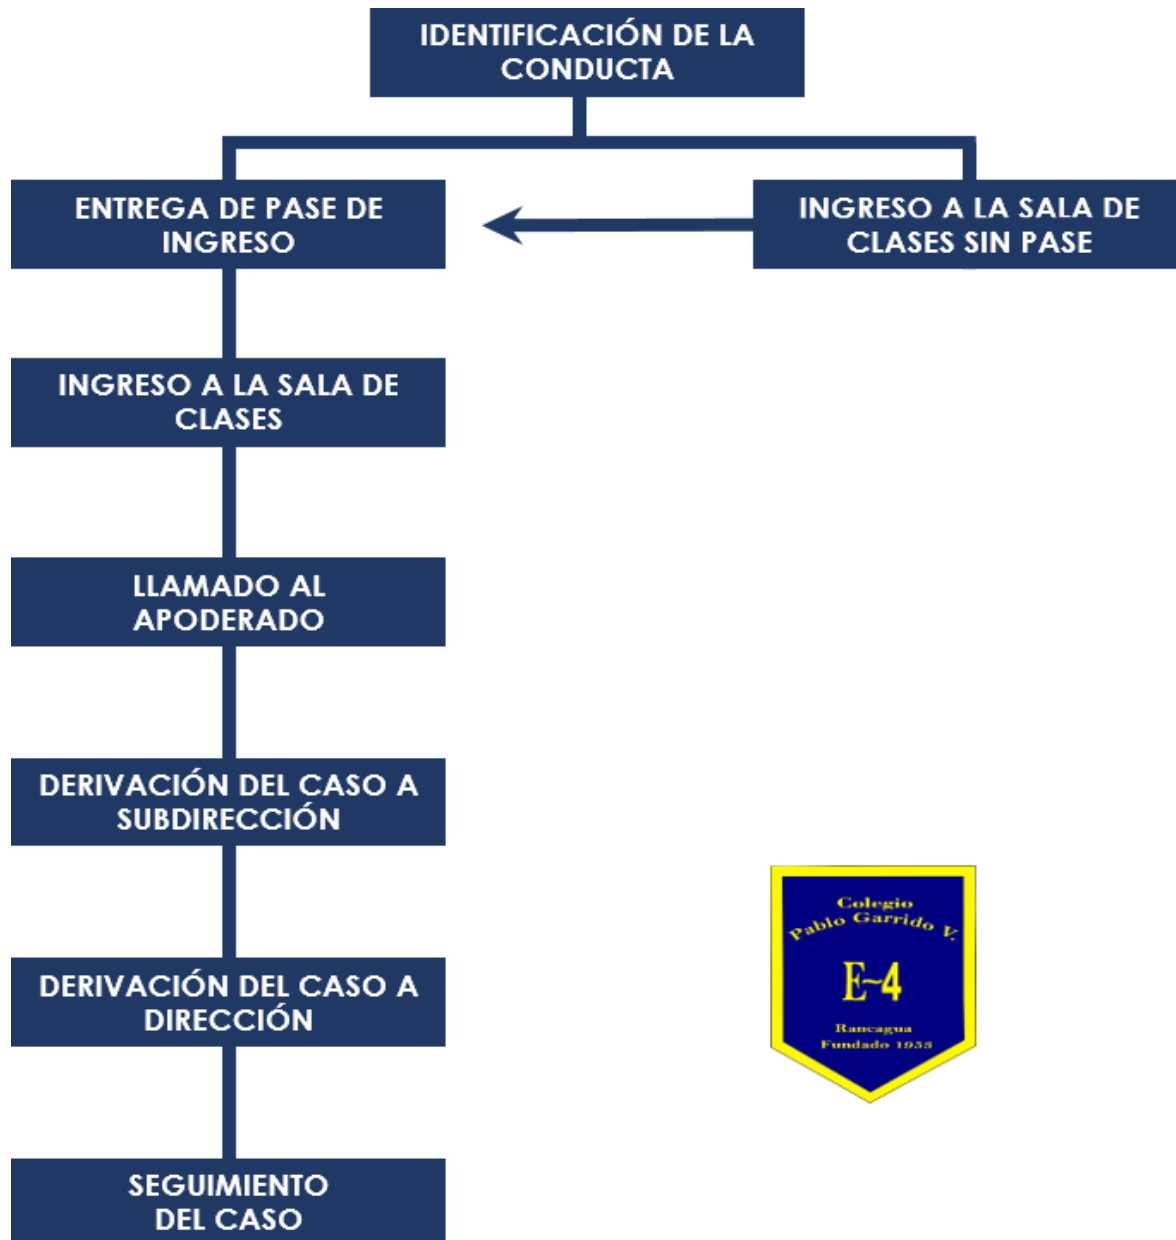 IDENTIFICACIÓN DE LA
CONDUCTA
ENTREGA DE PASE DE
INGRESO
INGRESO A LA SALA DE
CLASES SIN PASE
INGRESO A LA SALA DE
CLASES
LLAMADO AL
APODERADO
DERIVACIÓN DEL CASO A
SUBDIRECCIÓN
DERIVACIÓN DEL CASO A
DIRECCIÓN
SEGUIMIENTO
DEL CASO
Colegio
Pablo Garrido V.
E~4
Rancagua
Fundado 1955